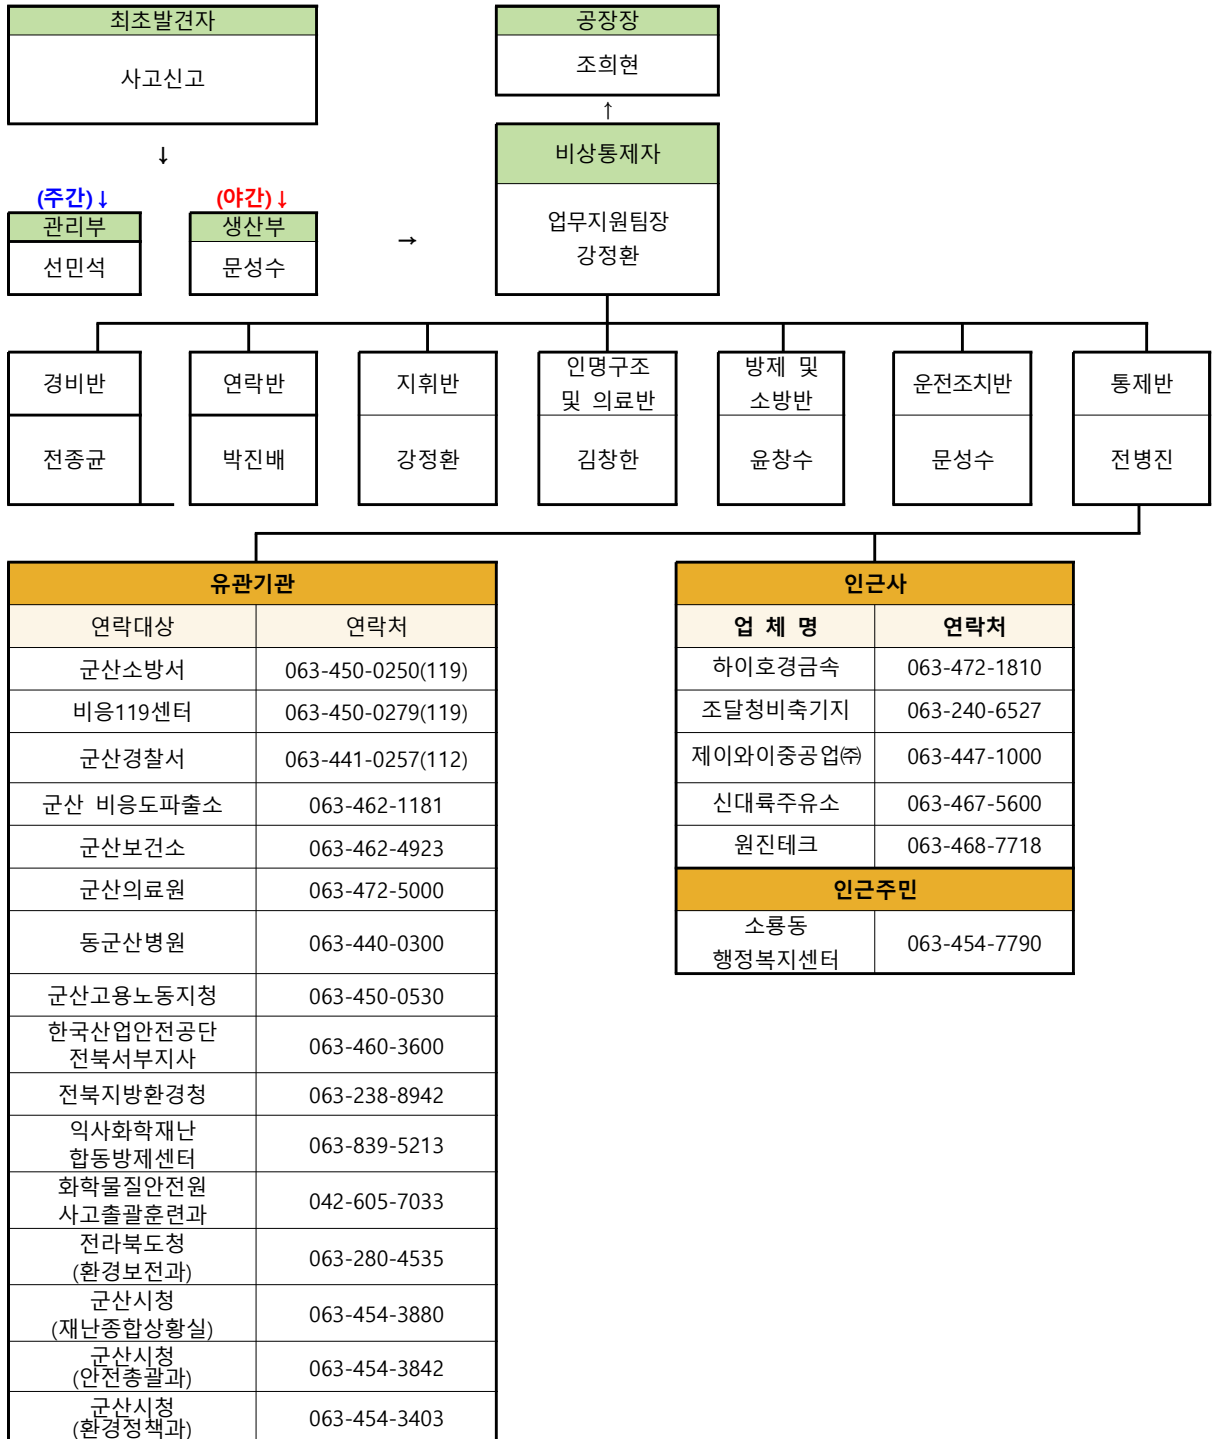 최초발견자
사고신고
↓
(주간)↓
(야간)↓
관리부
선민석
생산부
문성수
→
공장장
조희현
↑
비상통제자
업무지원팀장
강정환
경비반
전종균
연락반
박진배
지휘반
강정환
인명구조
및 의료반
김창한
방제 및
소방반
윤창수
운전조치반
문성수
통제반
전병진
유관기관
연락대상 연락처
군산소방서 063-450-0250(119)
비응119센터 063-450-0279(119)
군산경찰서 063-441-0257(112)
군산 비응도파출소 063-462-1181
군산보건소 063-462-4923
군산의료원 063-472-5000
동군산병원 063-440-0300
군산고용노동지청 063-450-0530
한국산업안전공단
전북서부지사
063-460-3600
전북지방환경청 063-238-8942
익사화학재난
합동방제센터
063-839-5213
화학물질안전원
사고촐괄훈련과
042-605-7033
전라북도청
(환경보전과)
063-280-4535
군산시청
(재난종합상황실)
063-454-3880
군산시청
(안전총괄과)
063-454-3842
군산시청
(환경정책과)
063-454-3403
인근사
업 체 명 연락처
하이호경금속 063-472-1810
조달청비축기지 063-240-6527
제이와이중공업㈜ 063-447-1000
신대륙주유소 063-467-5600
원진테크 063-468-7718
인근주민
소룡동
행정복지센터
063-454-7790